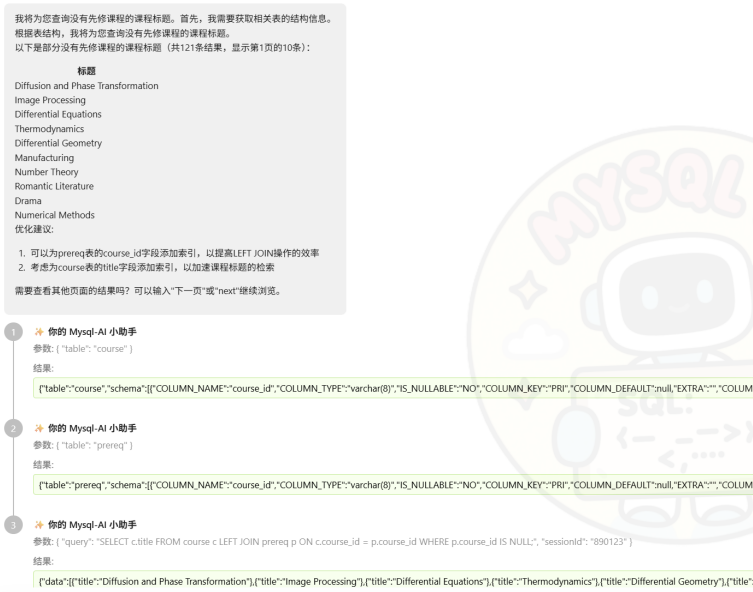 我将为您查询没有先修课程的课程标题。首先，我需要获取相关表的结构信息。
根据表结构，我将为您查询没有先修课程的课程标题。
以下是部分没有先修课程的课程标题（共121条结果，显示第1页的10条）：
标题
Diffusion and Phase Transformation
Image Processing
Differential Equations
Thermodynamics
Differential Geometry
Manufacturing
Number Theory
Romantic Literature
Drama
Numerical Methods
优化建议:
1. 可以为prereq表的course_id字段添加索引，以提高LEFT JOIN操作的效率
2. 考虑为course表的title字段添加索引，以加速课程标题的检索
需要查看其他页面的结果吗？可以输入"下一页"或"next"继续浏览。
MYSQL
SQL:
1 你的 Mysql-AI 小助手
参数: { "table": "course" }
结果:
{"table":"course","schema":[{"COLUMN_NAME":"course_id","COLUMN_TYPE":"varchar(8)","IS_NULLABLE":"NO","COLUMN_KEY":"PRI","COLUMN_DEFAULT":null,"EXTRA":"","COLUM
2 你的 Mysql-AI 小助手
参数: { "table": "prereq" }
结果:
{"table":"prereq","schema":[{"COLUMN_NAME":"course_id","COLUMN_TYPE":"varchar(8)","IS_NULLABLE":"NO","COLUMN_KEY":"PRI","COLUMN_DEFAULT":null,"EXTRA":"","COLUM
3 你的 Mysql-AI 小助手
参数: { "query": "SELECT c.title FROM course c LEFT JOIN prereq p ON c.course_id = p.course_id WHERE p.course_id IS NULL;", "sessionId": "890123" }
结果:
{"data":[{"title":"Diffusion and Phase Transformation"},{"title":"Image Processing"},{"title":"Differential Equations"},{"title":"Thermodynamics"},{"title":"Differential Geometry"},{"title":